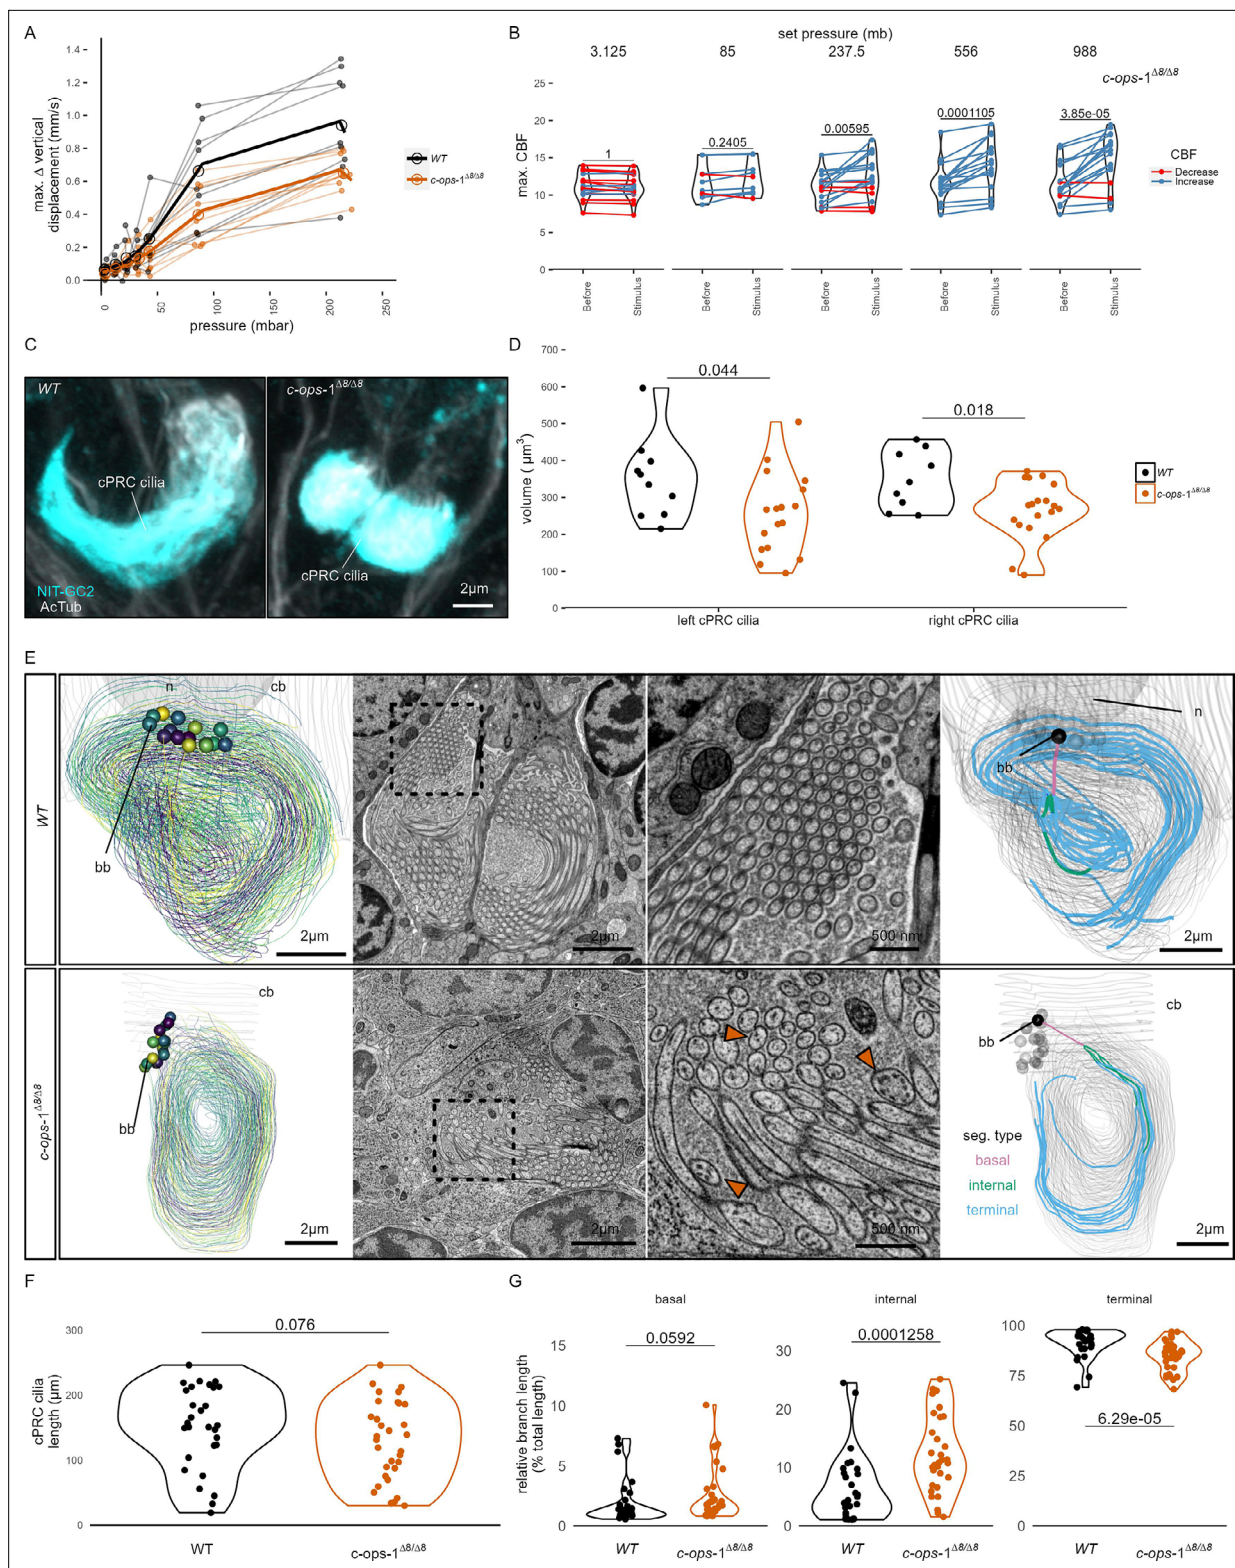 A
max. Δ vertical
displacement (mm/s)
1.4
1.2
1.0
0.8
0.6
0.4
0.2
0.0
0
50
100
150
200
250
pressure (mbar)
WT
c-ops-1Δ8/Δ8
B
set pressure (mb)
3.125
85
237.5
556
988
c-ops-1Δ8/Δ8
max. CBF
25
20
15
10
5
0
1
0.2405
0.00595
0.0001105
3.85e-05
CBF
Decrease
Increase
Before
Stimulus
Before
Stimulus
Before
Stimulus
Before
Stimulus
Before
Stimulus
C
WT
cPRC cilia
NIT-GC2
AcTub
c-ops-1Δ8/Δ8
cPRC cilia
2µm
D
volume ( µm3)
700
600
500
400
300
200
100
0
0.044
0.018
left cPRC cilia
right cPRC cilia
WT
c-ops-1Δ8/Δ8
E
WT
n
cb
bb
2µm
2µm
500 nm
n
bb
2µm
c-ops-1Δ8/Δ8
cb
bb
2µm
2µm
500 nm
cb
bb
seg. type
basal
internal
terminal
2µm
F
cPRC cilia
length (µm)
300
200
100
0
0.076
WT
c-ops-1Δ8/Δ8
G
relative branch length
(% total length)
basal
15
10
5
0
0.0592
WT
c-ops-1Δ8/Δ8
internal
30
20
10
0
0.0001258
WT
c-ops-1Δ8/Δ8
terminal
100
75
50
25
0
6.29e-05
WT
c-ops-1Δ8/Δ8